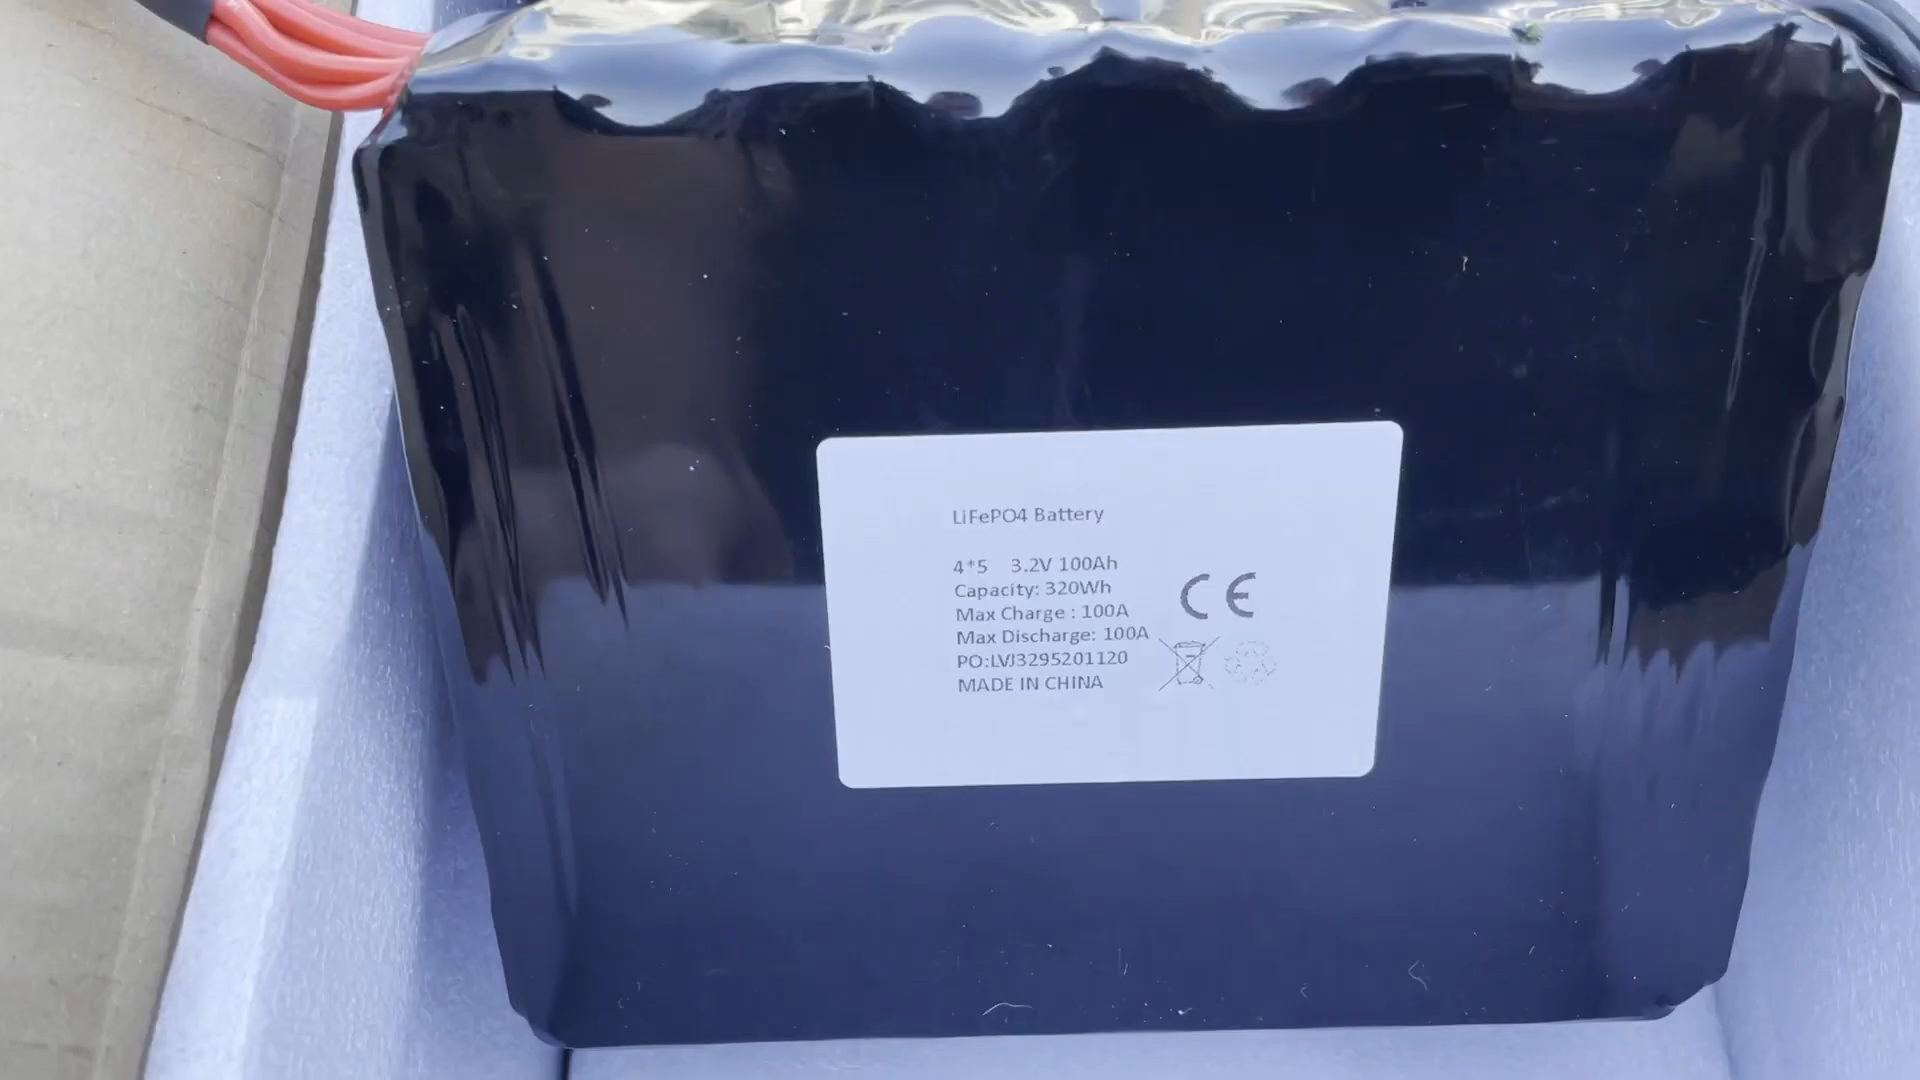 LiFePO4 Battery
4*5 3.2V 100Ah
Capacity: 320Wh
Max Charge : 100A
Max Discharge: 100A
PO:LVJ3295201120
MADE IN CHINA
CE